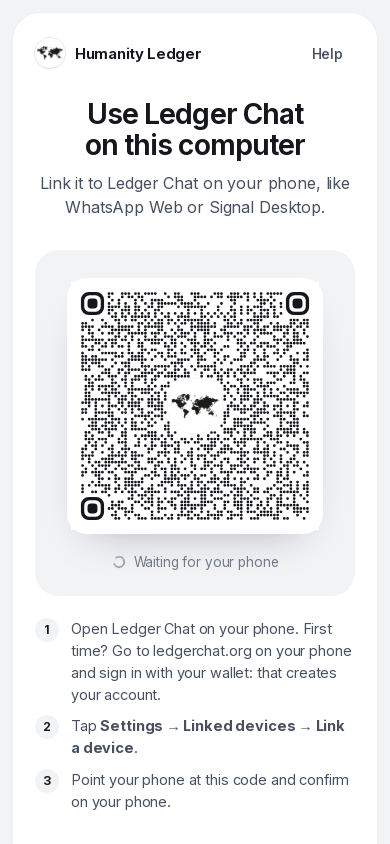 Humanity Ledger
Help
Use Ledger Chat
on this computer
Link it to Ledger Chat on your phone, like
WhatsApp Web or Signal Desktop.
Waiting for your phone
1 Open Ledger Chat on your phone. First
time? Go to ledgerchat.org on your phone
and sign in with your wallet: that creates
your account.
2 Tap Settings → Linked devices → Link
a device.
3 Point your phone at this code and confirm
on your phone.